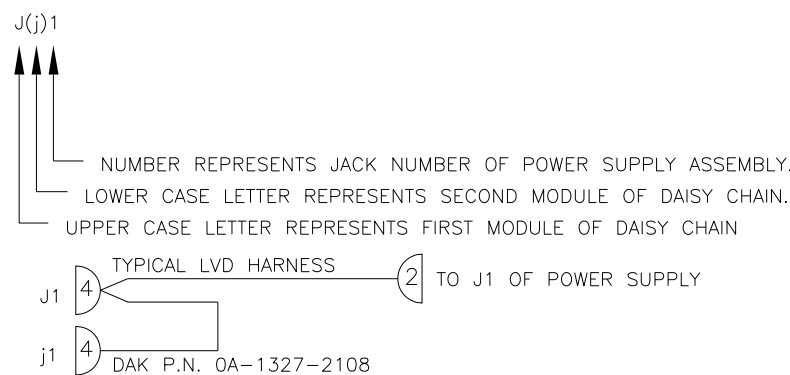 J(j)1
NUMBER REPRESENTS JACK NUMBER OF POWER SUPPLY ASSEMBLY.
LOWER CASE LETTER REPRESENTS SECOND MODULE OF DAISY CHAIN.
UPPER CASE LETTER REPRESENTS FIRST MODULE OF DAISY CHAIN
TYPICAL LVD HARNESS
J1 4 2 TO J1 OF POWER SUPPLY
j1 4
DAK P.N. 0A-1327-2108